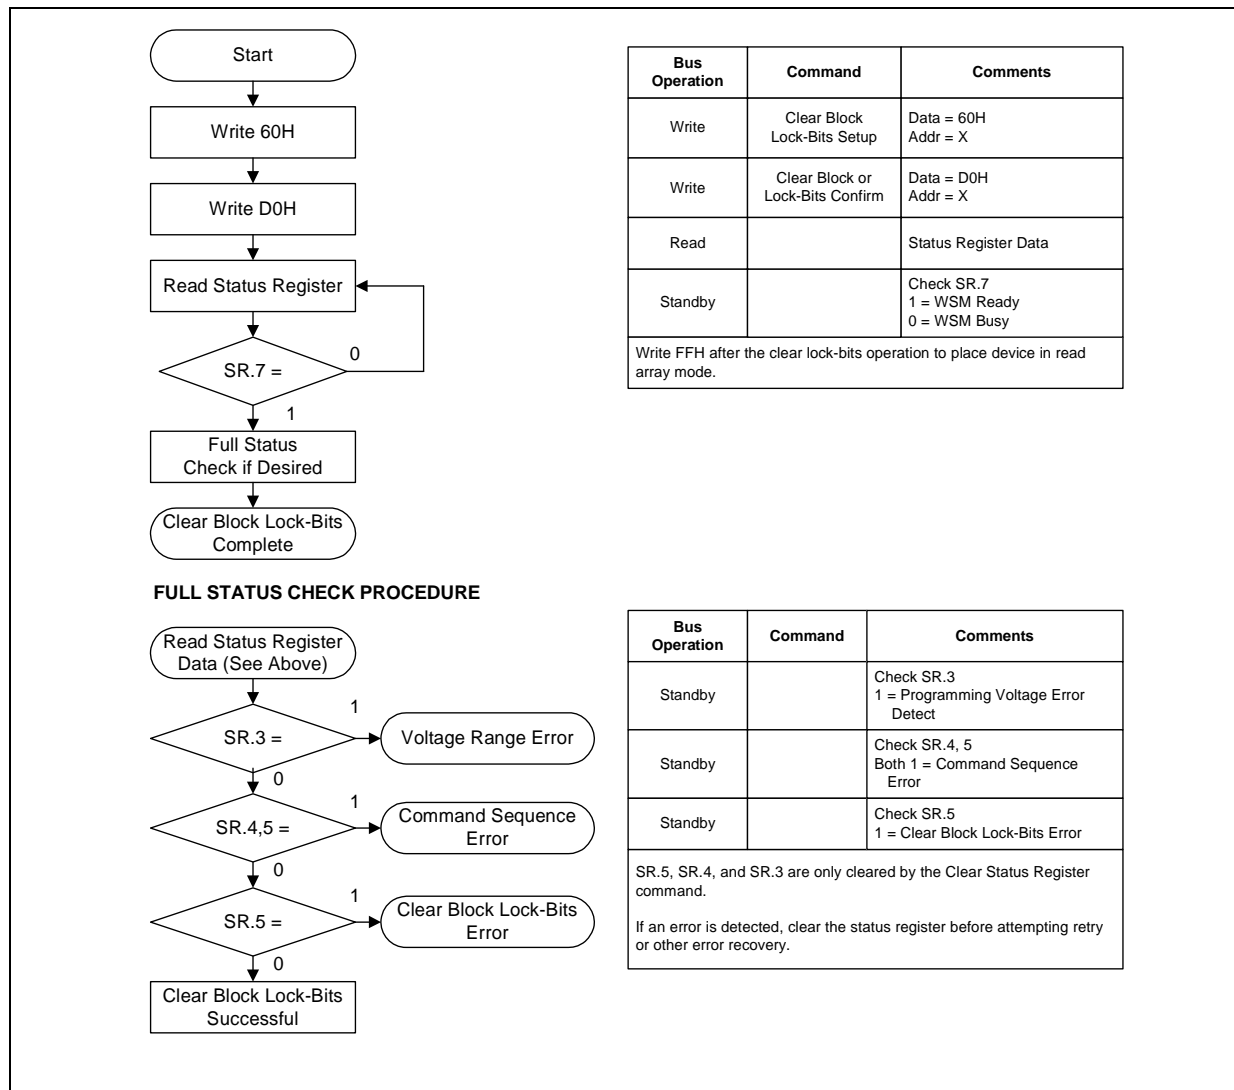 Start
Write 60H
Write D0H
Read Status Register
SR.7 =
0
1
Full Status
Check if Desired
Clear Block Lock-Bits
Complete
Bus
Operation
Command
Comments
Write
Clear Block
Lock-Bits Setup
Data = 60H
Addr = X
Write
Clear Block or
Lock-Bits Confirm
Data = D0H
Addr = X
Read
Status Register Data
Standby
Check SR.7
1 = WSM Ready
0 = WSM Busy
Write FFH after the clear lock-bits operation to place device in read
array mode.
FULL STATUS CHECK PROCEDURE
Read Status Register
Data (See Above)
SR.3 =
1
Voltage Range Error
0
SR.4,5 =
1
Command Sequence
Error
0
SR.5 =
1
Clear Block Lock-Bits
Error
0
Clear Block Lock-Bits
Successful
Bus
Operation
Command
Comments
Standby
Check SR.3
1 = Programming Voltage Error
Detect
Standby
Check SR.4, 5
Both 1 = Command Sequence
Error
Standby
Check SR.5
1 = Clear Block Lock-Bits Error
SR.5, SR.4, and SR.3 are only cleared by the Clear Status Register
command.
If an error is detected, clear the status register before attempting retry
or other error recovery.